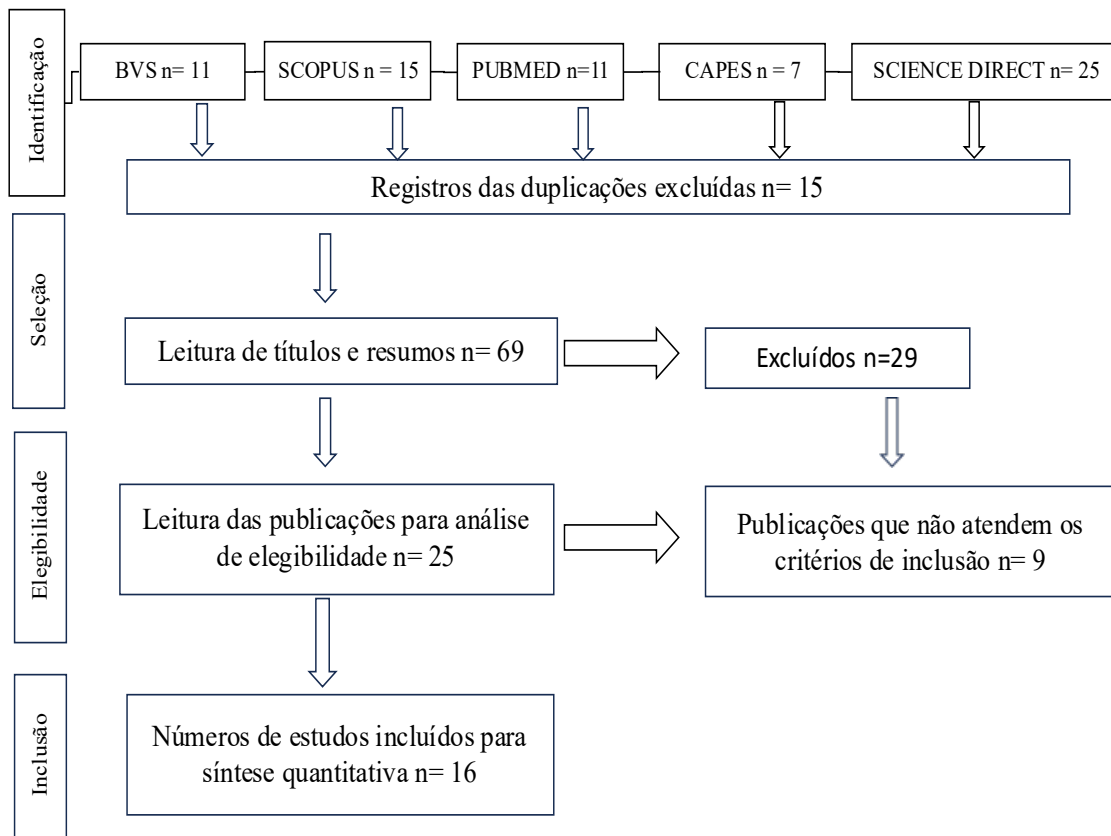 Identificação
BVS n= 11
SCOPUS n = 15
PUBMED n=11
CAPES n = 7
SCIENCE DIRECT n= 25
Registros das duplicações excluídas n= 15
Seleção
Leitura de títulos e resumos n= 69
Excluídos n=29
Elegibilidade
Leitura das publicações para análise
de elegibilidade n= 25
Publicações que não atendem os
critérios de inclusão n= 9
Inclusão
Números de estudos incluídos para
síntese quantitativa n= 16